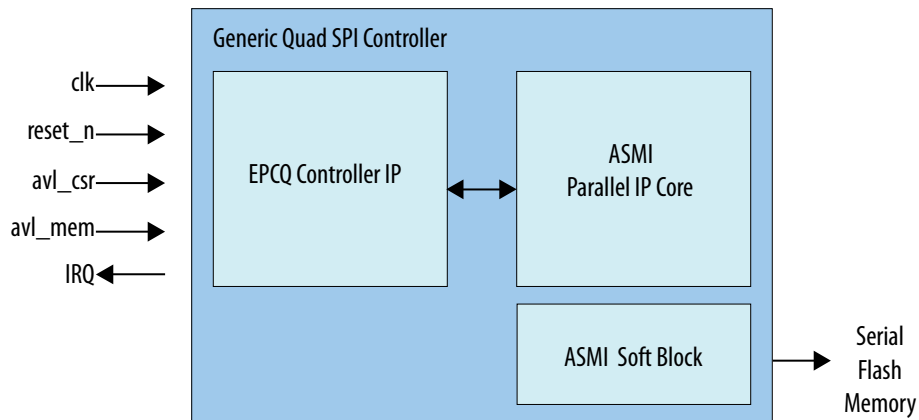 Generic Quad SPI Controller
clk
reset_n
avl_csr
avl_mem
IRQ
EPCQ Controller IP
ASMI
Parallel IP Core
ASMI Soft Block
Serial
Flash
Memory